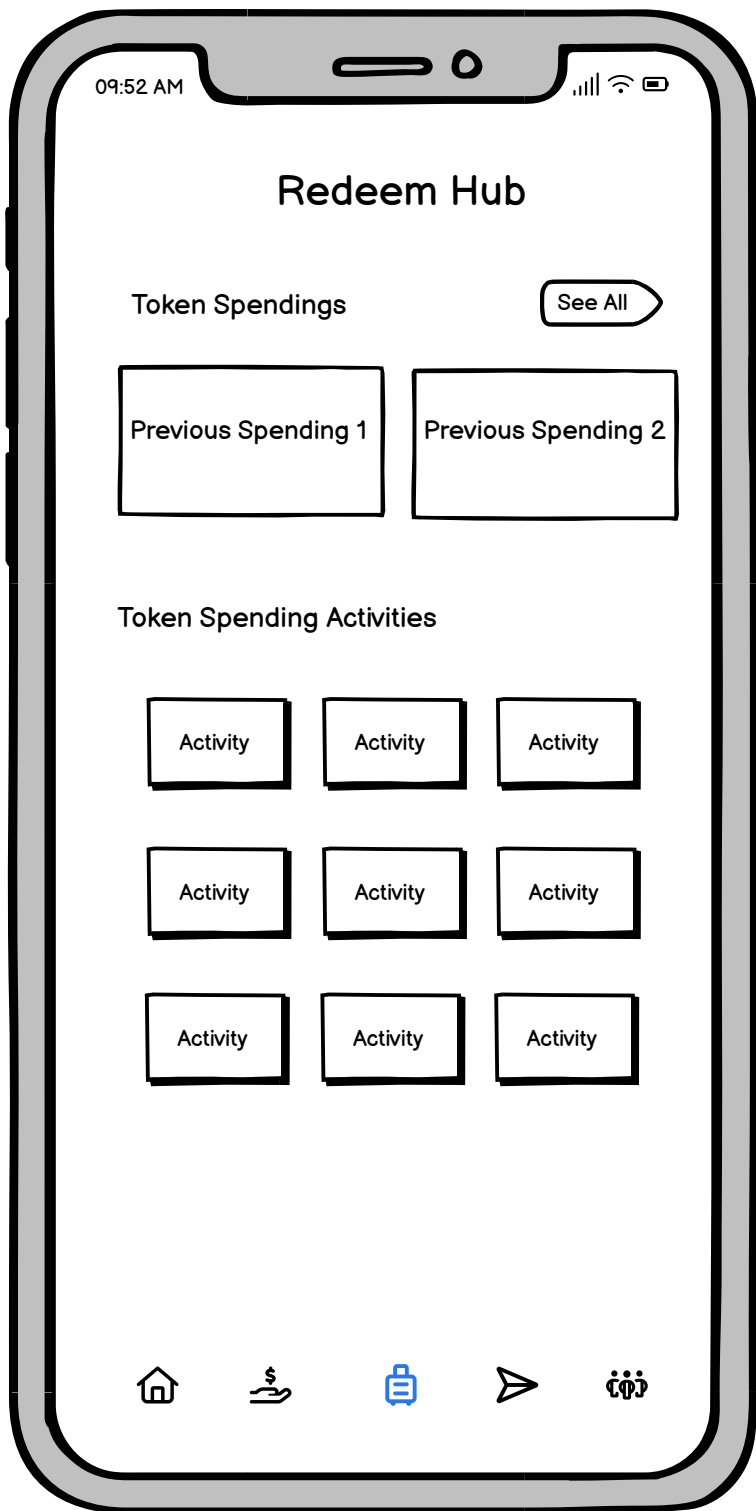 09:52 AM
Redeem Hub
Token Spendings
See All
Previous Spending 1
Previous Spending 2
Token Spending Activities
Activity
Activity
Activity
Activity
Activity
Activity
Activity
Activity
Activity
$